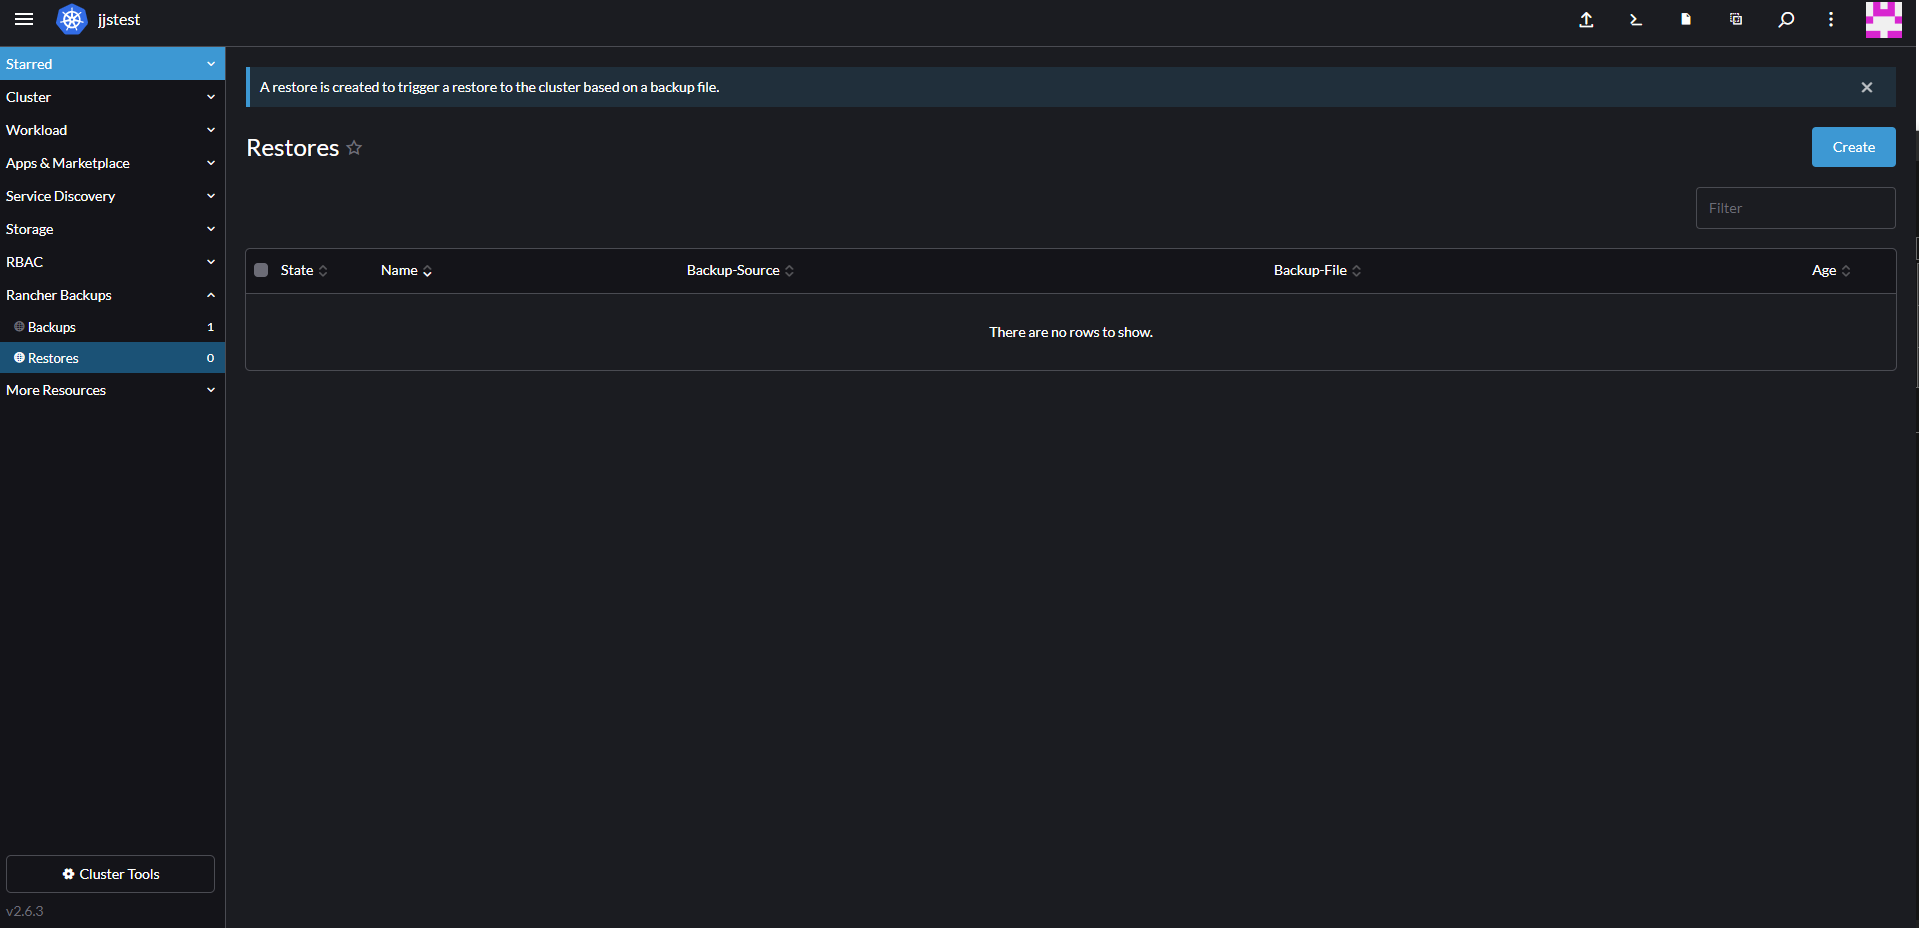 jjstest
Starred
Cluster
Workload
Apps & Marketplace
Service Discovery
Storage
RBAC
Rancher Backups
Backups 1
Restores 0
More Resources
Cluster Tools
v2.6.3
A restore is created to trigger a restore to the cluster based on a backup file.
Restores
Create
Filter
State Name Backup-Source Backup-File Age
There are no rows to show.